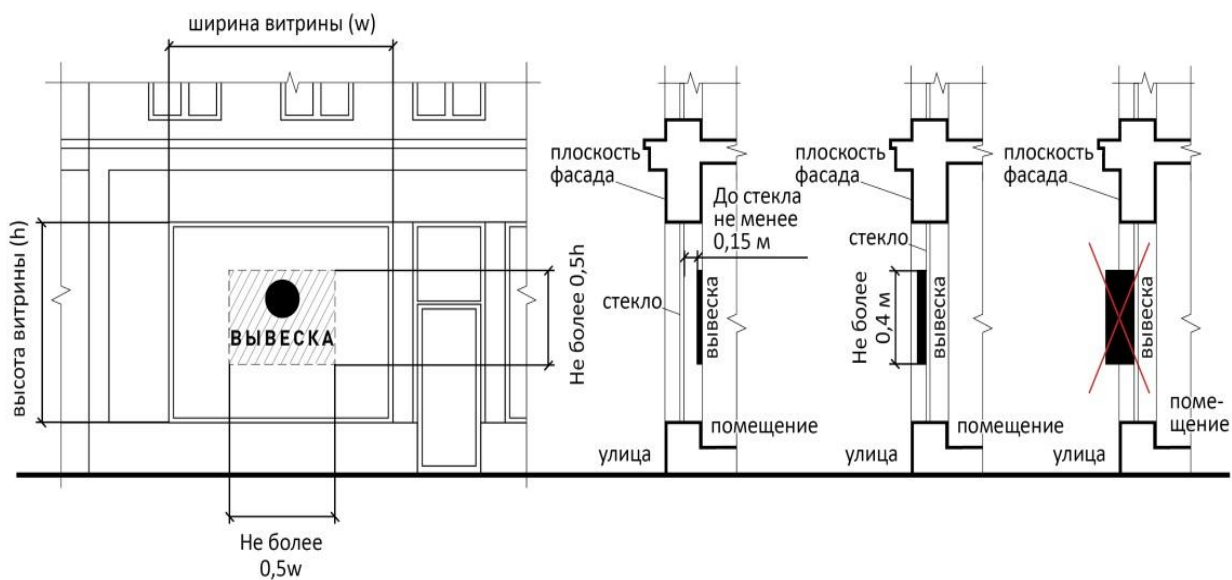 ширина витрины (w)
высота витрины (h)
ВЫВЕСКА
Не более 0,5h
Не более
0,5w
плоскость
фасада
До стекла
не менее
0,15 м
стекло
вывеска
помещение
улица
плоскость
фасада
стекло
Не более
0,4 м
вывеска
помещение
улица
плоскость
фасада
вывеска
поме-
щение
улица